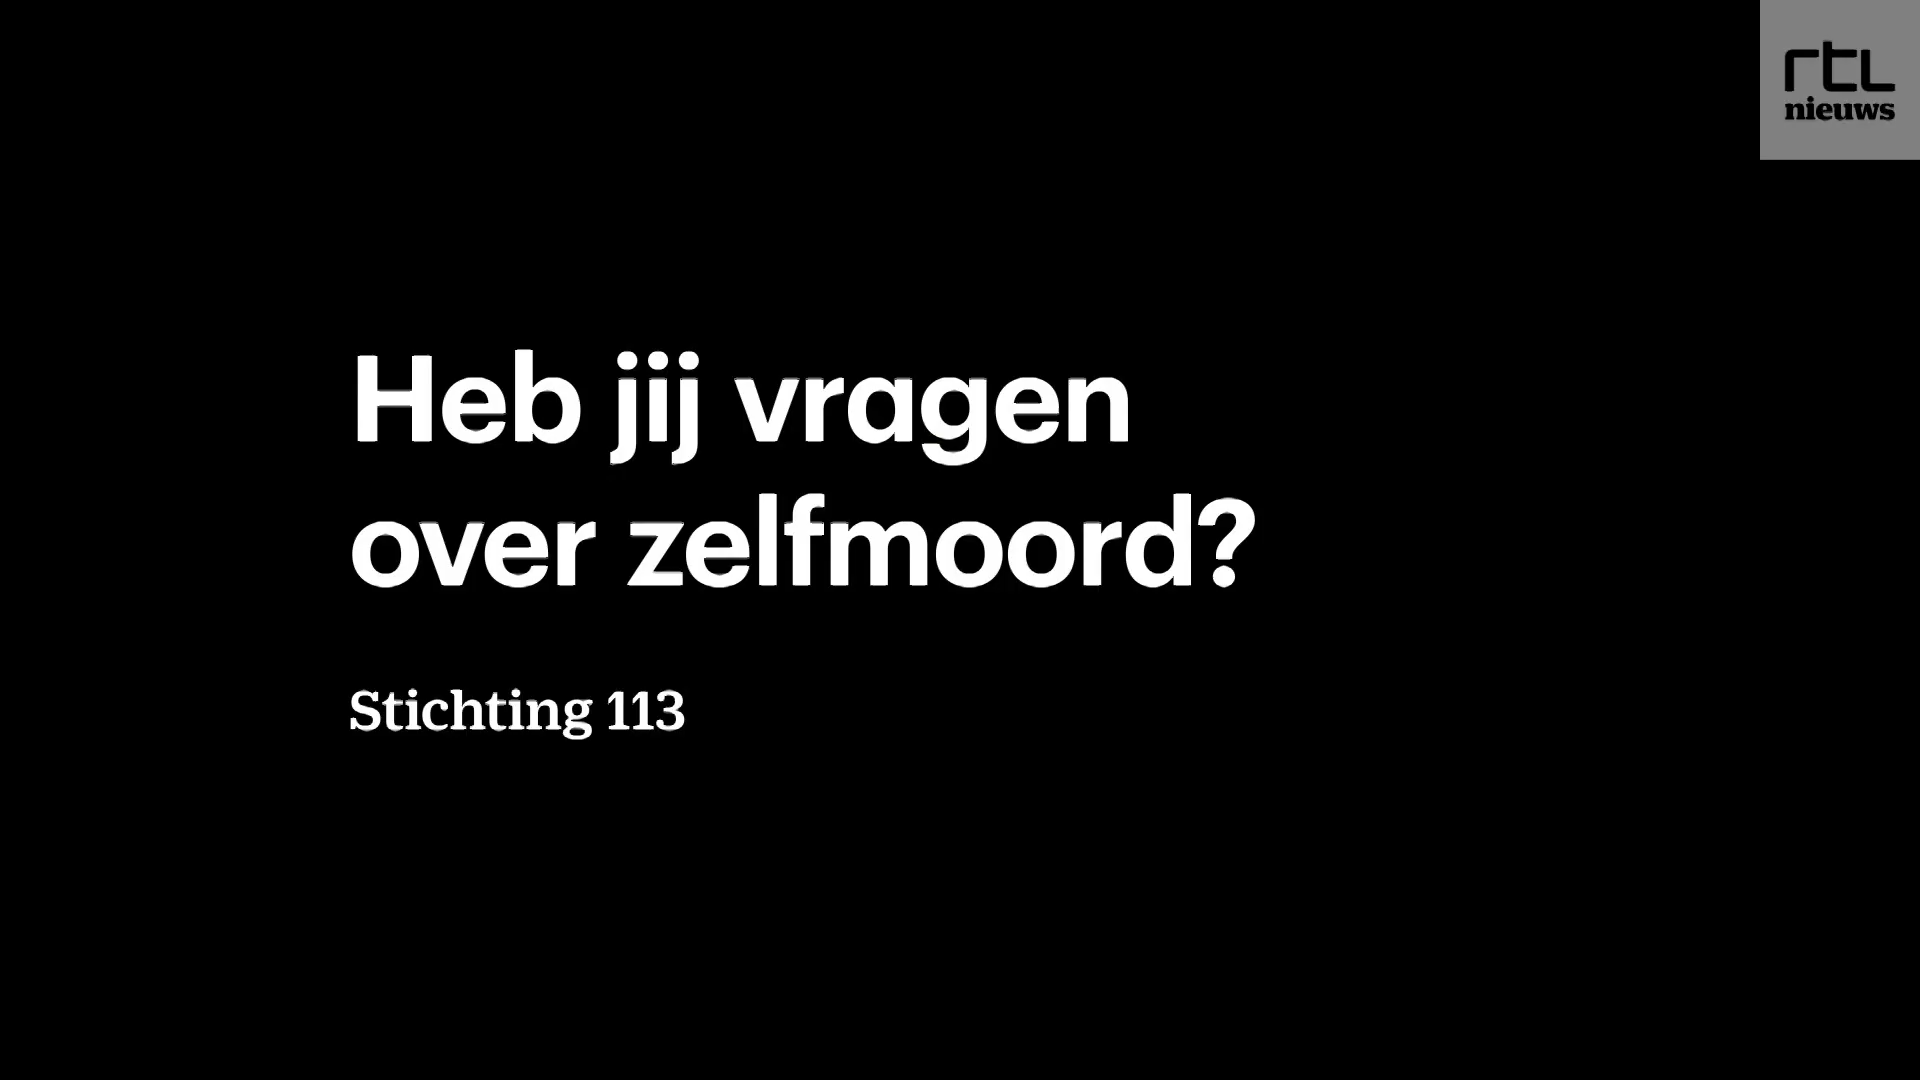 rtl
nieuws
Heb jij vragen
over zelfmoord?
Stichting 113